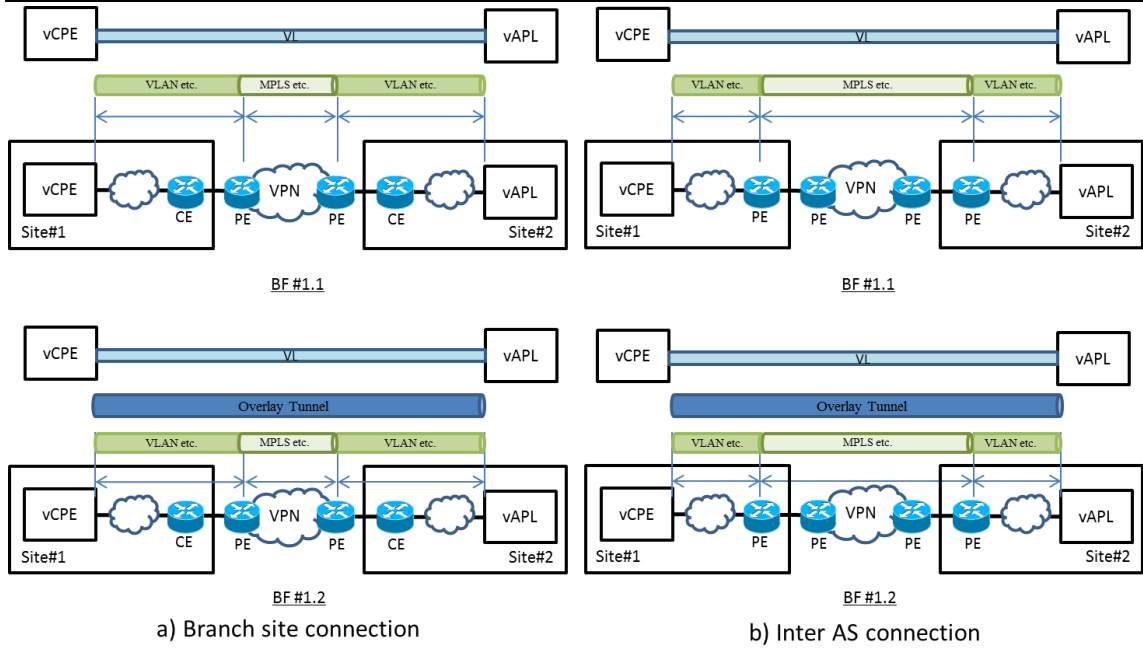 vCPE VL vAPL vCPE VL vAPL
VLAN etc. MPLS etc. VLAN etc. VLAN etc. MPLS etc. VLAN etc.
vCPE VPN vAPL vCPE VPN vAPL
CE PE PE CE PE PE PE PE
Site#1 Site#2 Site#1 Site#2
BF #1.1 BF #1.1
vCPE VL vAPL vCPE VL vAPL
Overlay Tunnel Overlay Tunnel
VLAN etc. MPLS etc. VLAN etc. VLAN etc. MPLS etc. VLAN etc.
vCPE VPN vAPL vCPE VPN vAPL
CE PE PE CE PE PE PE PE
Site#1 Site#2 Site#1 Site#2
BF #1.2 BF #1.2
a) Branch site connection b) Inter AS connection